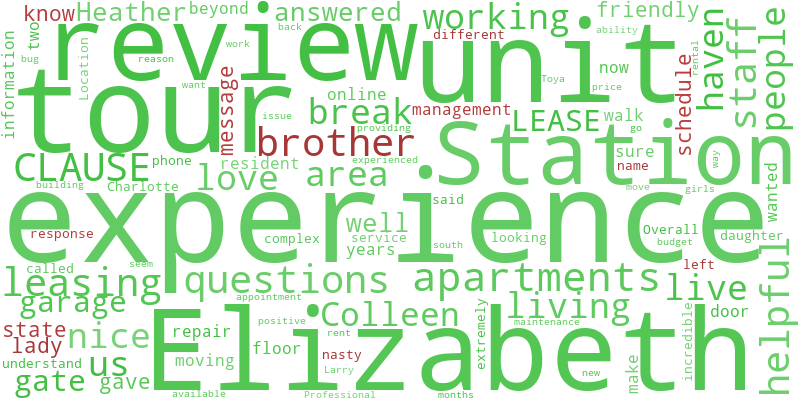 know Heather beyond answered working friendly
review unit haven staff people
two bug Location reason want work back different ability Toya price rental
information tour message online now schedule
break management LEASE walk
brother providing go
CLAUSE phone resident experienced sure Station way
building Charlotte love area name move girls
experience said wanted
response complex well service years looking Overall daughter
called seem south budget
leasing questions apartments left live helpful
garage appointment Colleen living door
state nice Elizabeth repair positive extremely maintenance incredible
lady rent
understand us moving floor nasty make
gate gave Larry new
available Professional months
issue